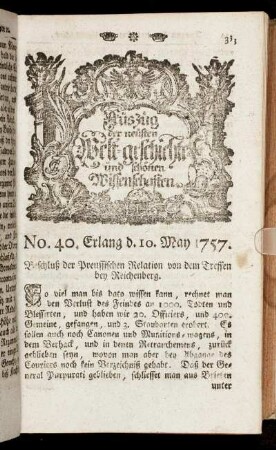 313
Auszug
der neuesten
Welt-geschichte
und schönen
Wissenschaften.
No. 40. Erlang d. 10. May 1757.
Beschluß der Preussischen Relation von dem Treffen
bey Reichenberg.
So viel man bis dato wissen kann, rechnet man
den Verlust des Feindes an 1000. Todten und
Blessirten, und haben wir 20. Officiers, und 400.
Gemeine, gefangen, und 3. Standarten erobert. Es
sollen auch noch Canonen und Munitions-wagens, in
dem Verhack, und in denen Retranchemens, zurück
geblieben seyn, wovon man aber bey Abgange des
Couriers noch kein Verzeichniß gehabt. Daß der Ge-
neral Porporati geblieben, schliesset man aus Briefen
unter